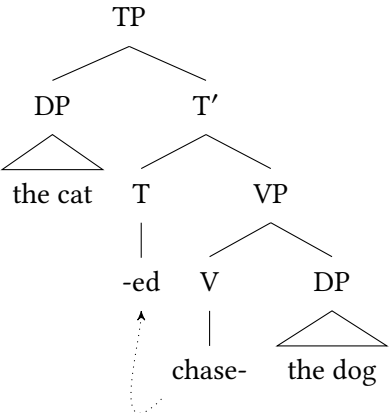 TP
DP T′
the cat T VP
-ed V DP
chase- the dog